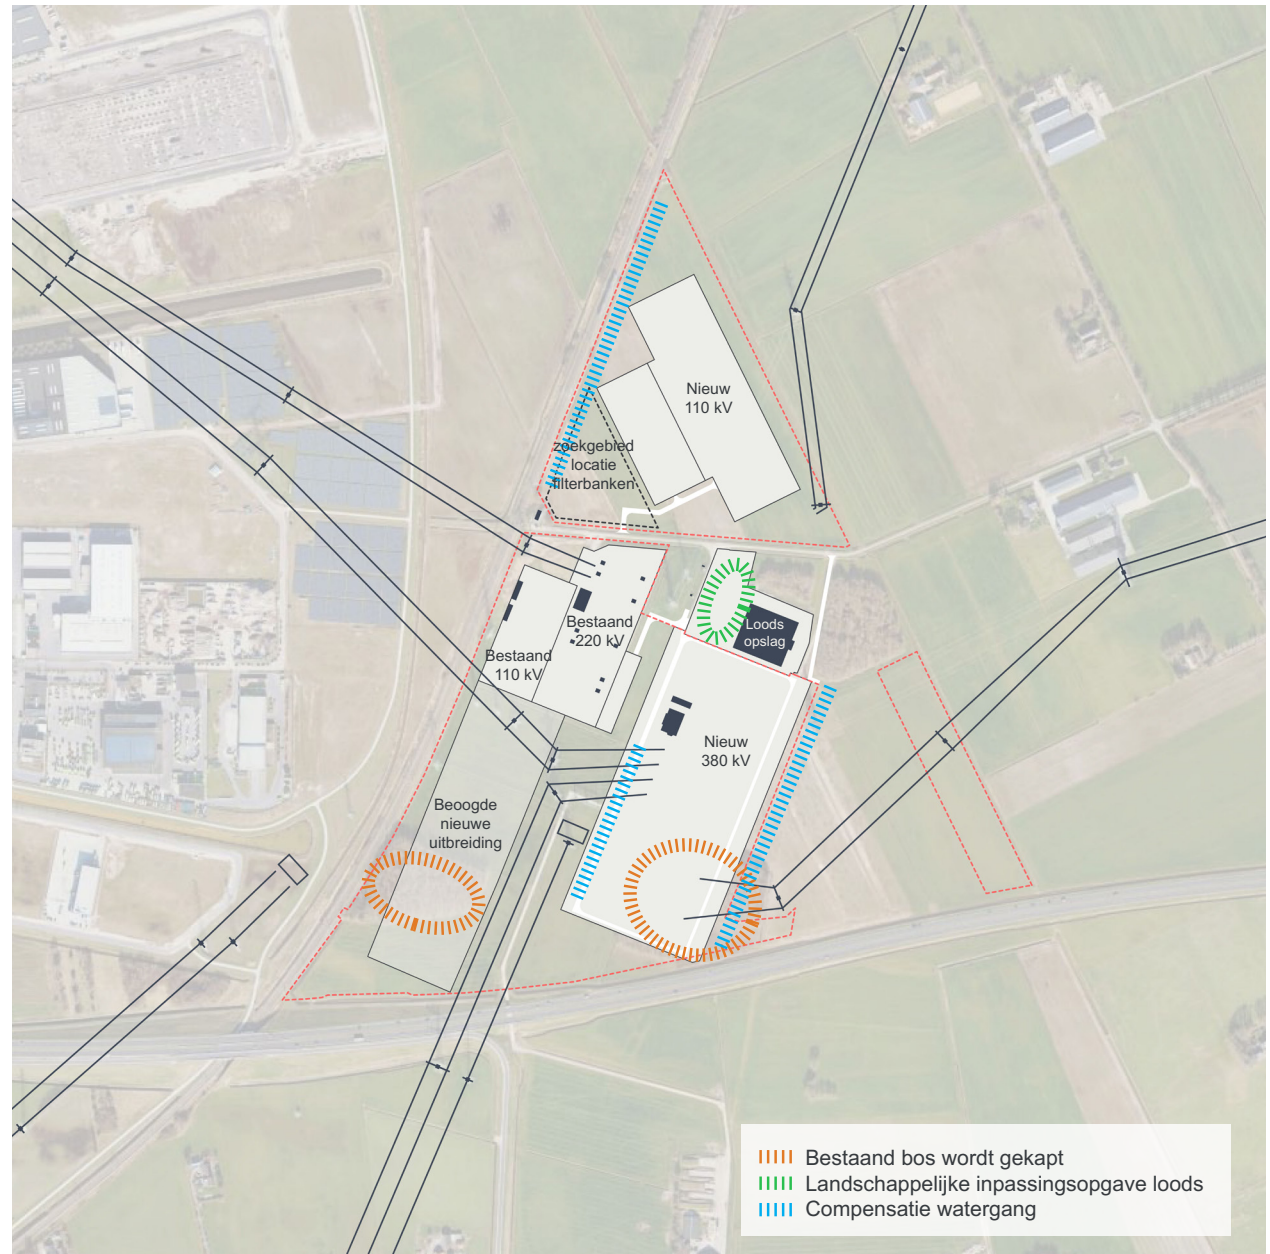 Nieuw
110 kV
zoekgebied
locatie
filterbanken
Bestaand
220 kV
Bestaand
110 kV
Loods
opslag
Nieuw
380 kV
Beoogde
nieuwe
uitbreiding
Bestaand bos wordt gekapt
Landschappelijke inpassingsopgave loods
Compensatie watergang